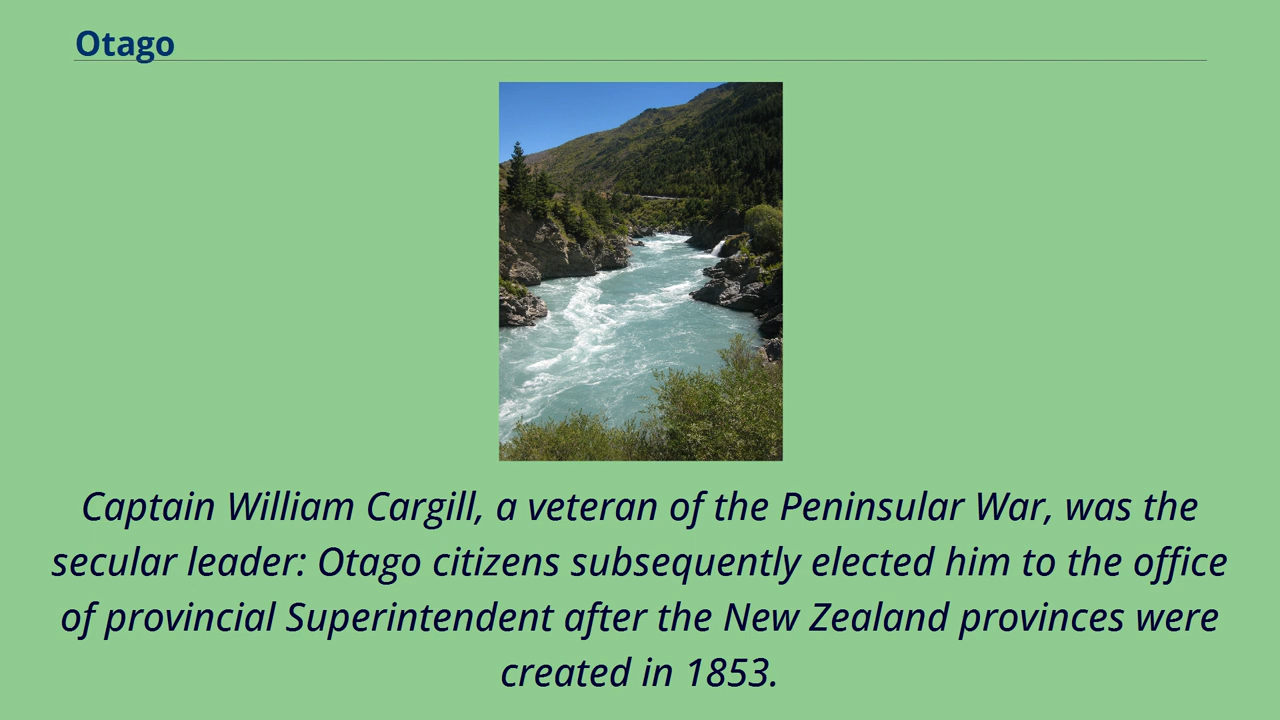 Otago
Captain William Cargill, a veteran of the Peninsular War, was the
secular leader: Otago citizens subsequently elected him to the office
of provincial Superintendent after the New Zealand provinces were
created in 1853.